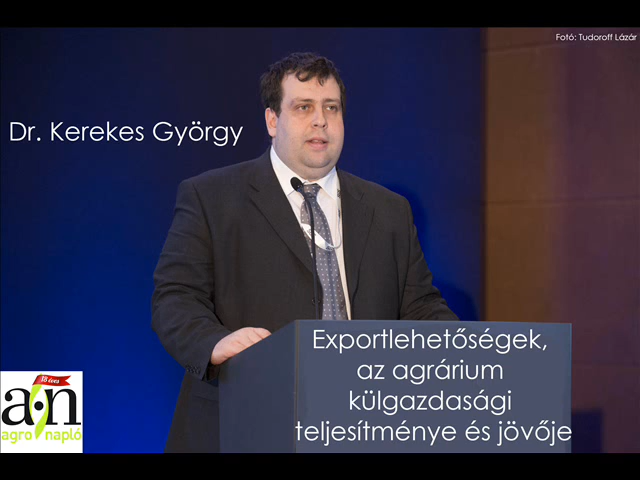 Fotó: Tudoroff Lázár
Dr. Kerekes György
Exportlehetőségek,
az agrárium
külgazdasági
teljesítménye és jövője
18 éves
a n
agro napló